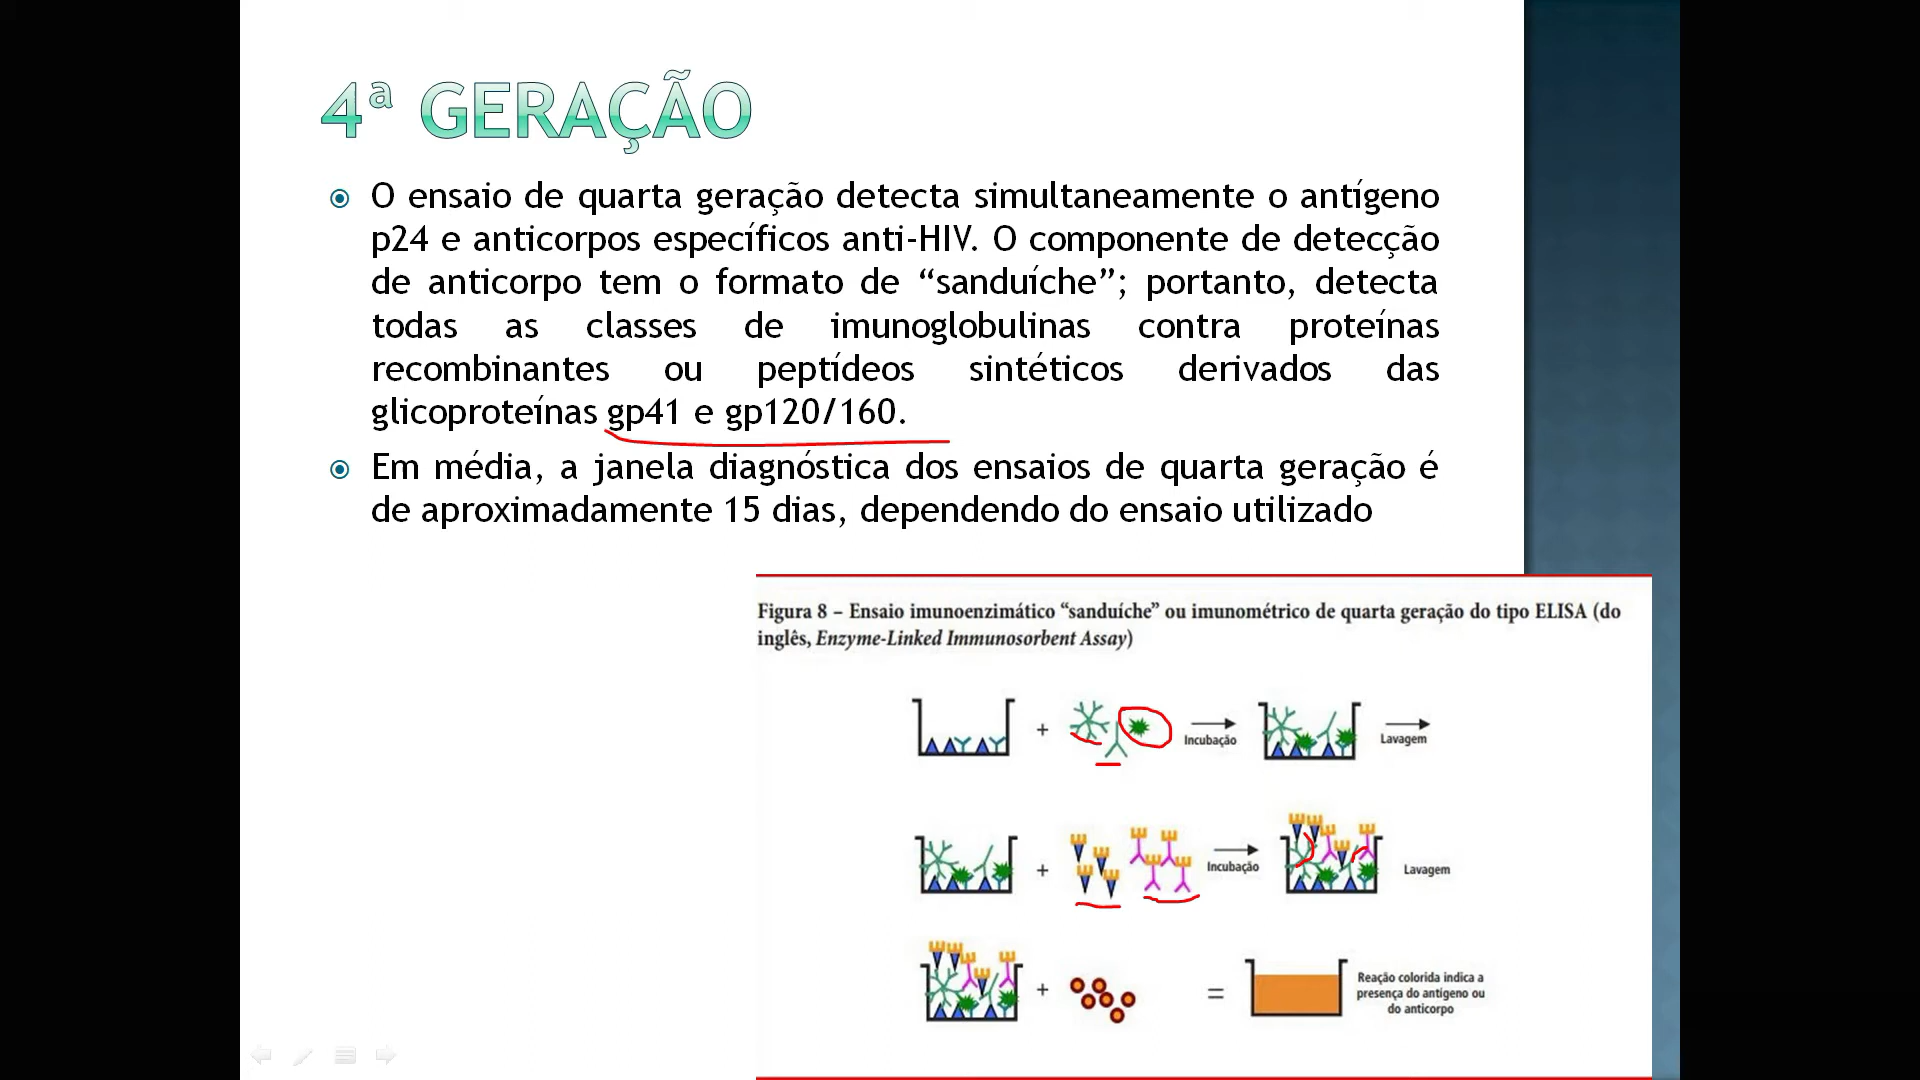 4ª GERAÇÃO
O ensaio de quarta geração detecta simultaneamente o antígeno
p24 e anticorpos específicos anti-HIV. O componente de detecção
de anticorpo tem o formato de “sanduíche”; portanto, detecta
todas as classes de imunoglobulinas contra proteínas
recombinantes ou peptídeos sintéticos derivados das
glicoproteínas gp41 e gp120/160.
Em média, a janela diagnóstica dos ensaios de quarta geração é
de aproximadamente 15 dias, dependendo do ensaio utilizado
Figura 8 – Ensaio imunoenzimático “sanduíche” ou imunométrico de quarta geração do tipo ELISA (do
inglês, Enzyme-Linked Immunosorbent Assay)
+
Incubação
Lavagem
+
Incubação
Lavagem
+
=
Reação colorida indica a
presença do antígeno ou
do anticorpo